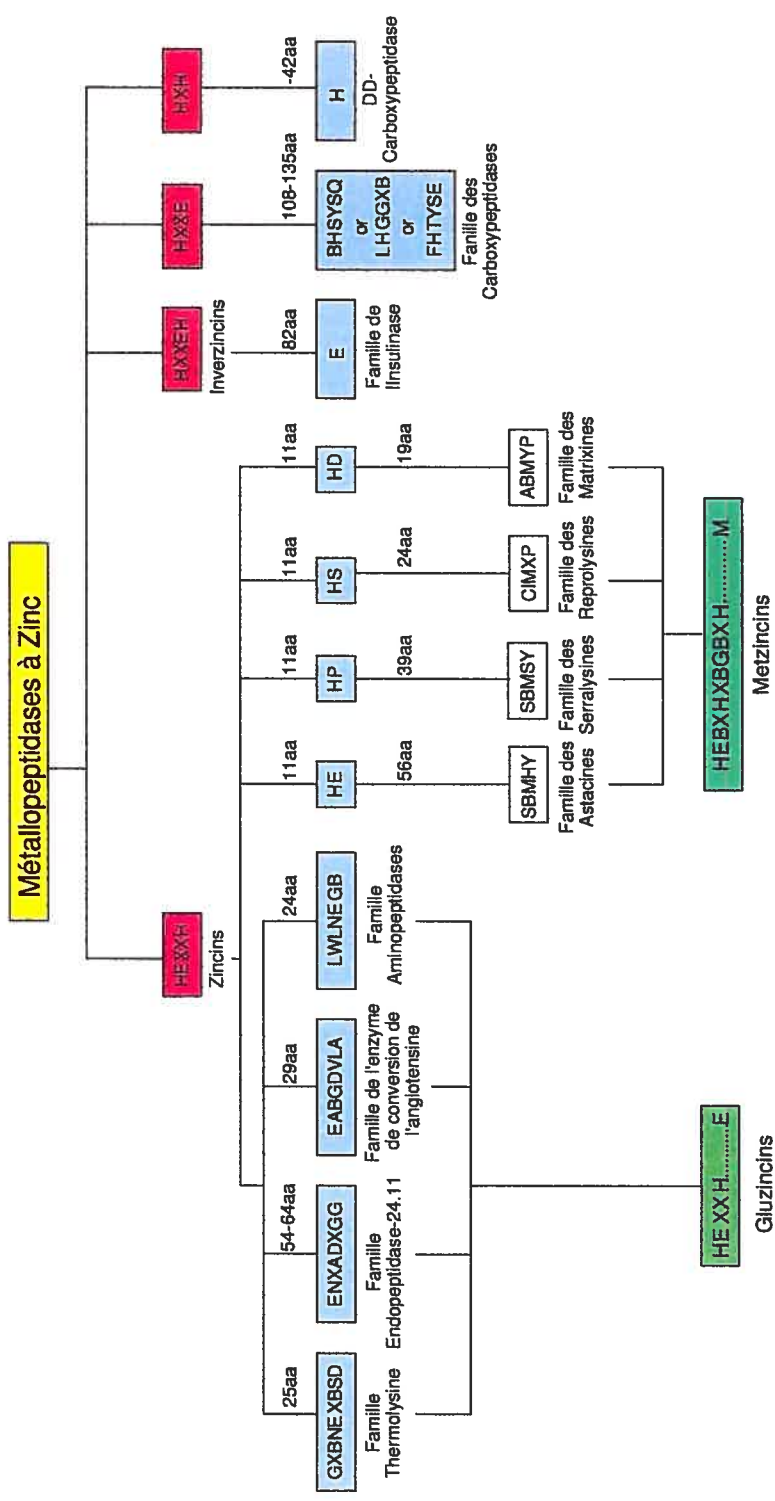 Métallopeptidases à Zinc
HEXXH
Zincins
HXXEH
Inverzincins
HXXE
HXH
25aa
GXBNEXBSD
Famille
Thermolysine
54-64aa
ENXADXGG
Famille
Endopeptidase-24.11
29aa
EABGDVLA
Famille de l'enzyme
de conversion de
l'anglotensine
24aa
LWLNEGB
Famille
Aminopeptidases
11aa
HE
56aa
SBMHY
Famille des
Astacines
11aa
HP
39aa
SBMSY
Famille des
Serralysines
11aa
HS
24aa
CIMXP
Famille des
Reprolysines
11aa
HD
19aa
ABMYP
Famille des
Matrixines
82aa
E
Famille de
lInsulinase
108-135aa
BHSYSQ
or
LHGGXB
or
FHTYSE
Fanille des
Carboxypeptidases
-42aa
H
DD-
Carboxypeptidase
HE XX H..........E
Gluzincins
HEBXHXBGBXH............M
Metzincins